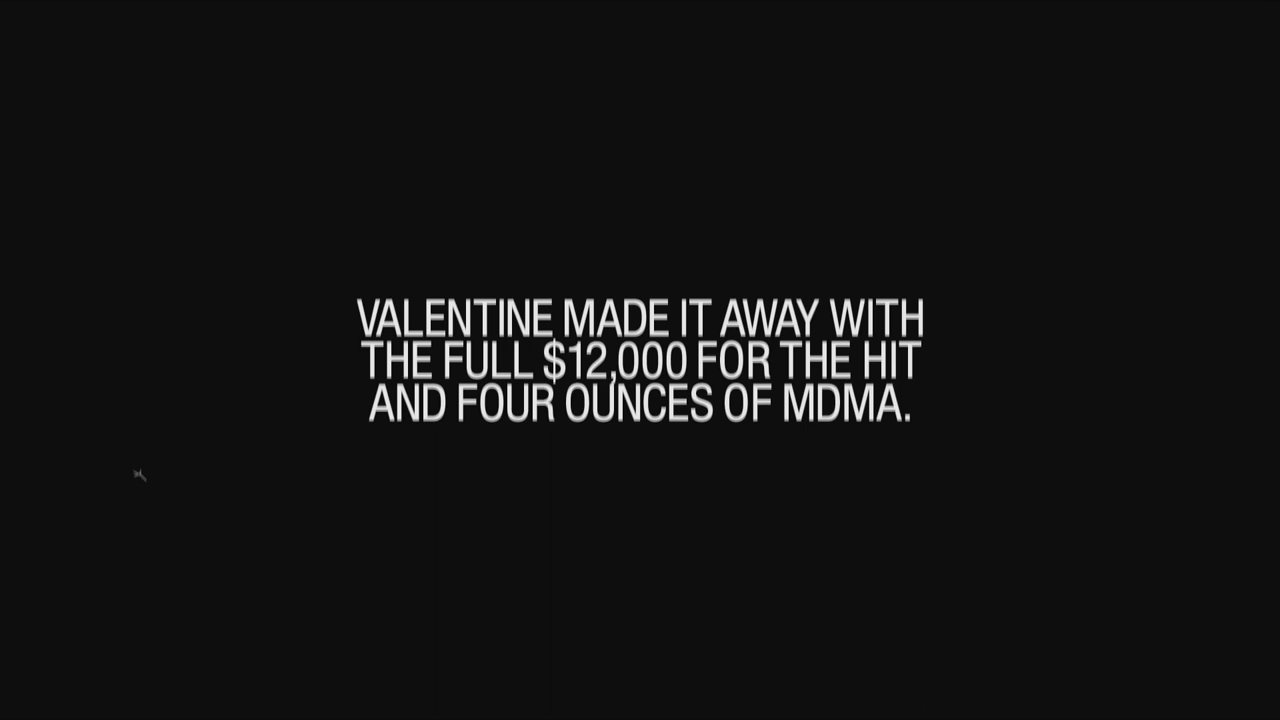 VALENTINE MADE IT AWAY WITH
THE FULL $12,000 FOR THE HIT
AND FOUR OUNCES OF MDMA.